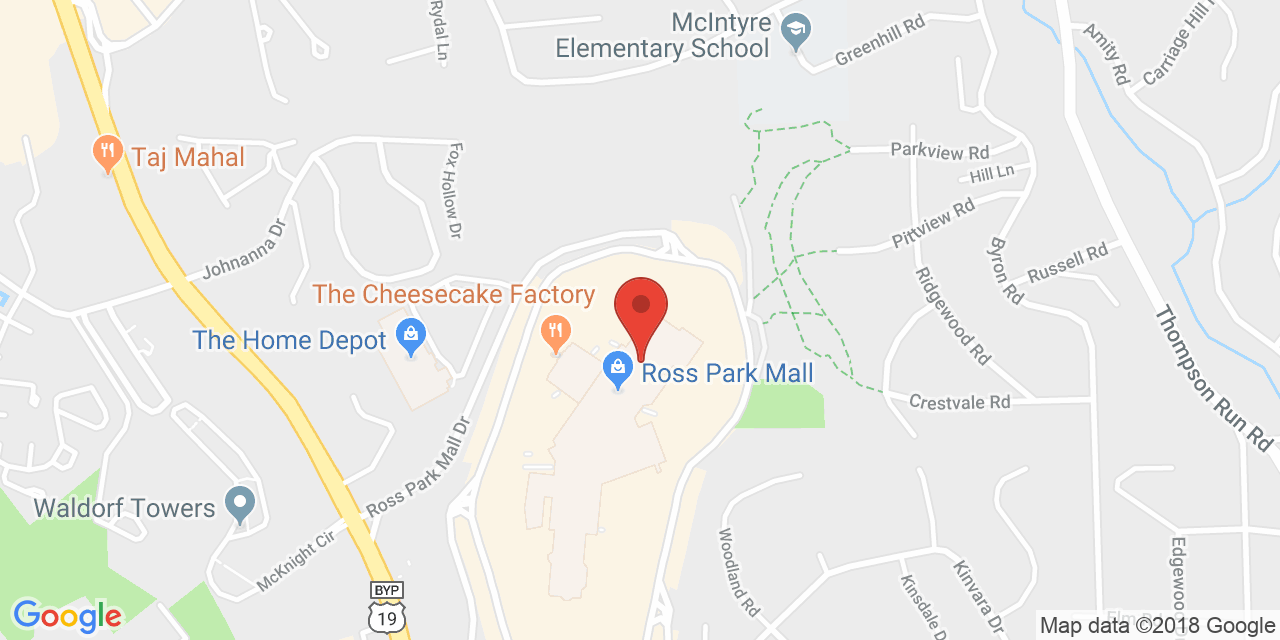 Rydal Ln
McIntyre
Elementary School
Greenhill Rd
Amity Rd
Carriage Hill
Taj Mahal
Fox Hollow Dr
Parkview Rd
Hill Ln
Pittview Rd
Johnanna Dr
Byron Rd
Russell Rd
Ridgewood Rd
The Cheesecake Factory
The Home Depot
Ross Park Mall
Thompson Run Rd
Crestvale Rd
Ross Park Mall Dr
Waldorf Towers
McKnight Cir
Woodland Rd
Kinsdale D
Kinvara Dr
Edgewoo
BYP
19
Google
Map data ©2018 Google